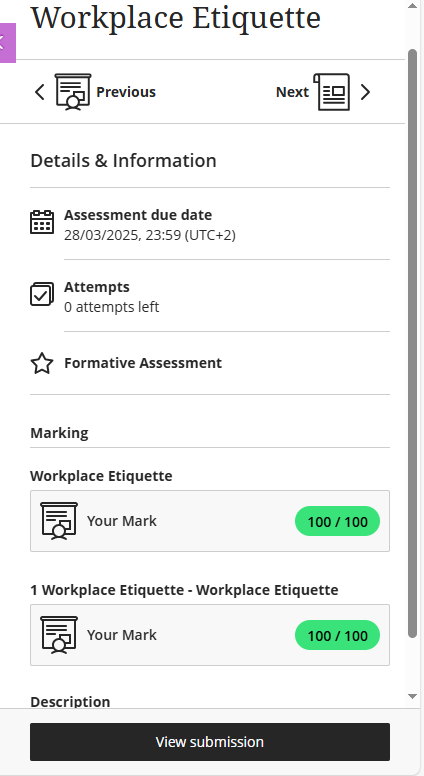 Workplace Etiquette
Previous
Next
Details & Information
Assessment due date
28/03/2025, 23:59 (UTC+2)
Attempts
0 attempts left
Formative Assessment
Marking
Workplace Etiquette
Your Mark
100 / 100
1 Workplace Etiquette - Workplace Etiquette
Your Mark
100 / 100
Description
View submission